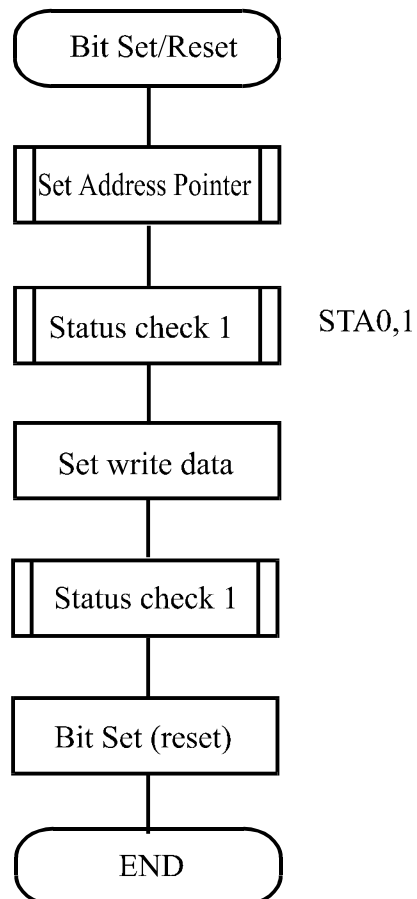 Bit Set/Reset
Set Address Pointer
Status check 1
STA0,1
Set write data
Status check 1
Bit Set (reset)
END